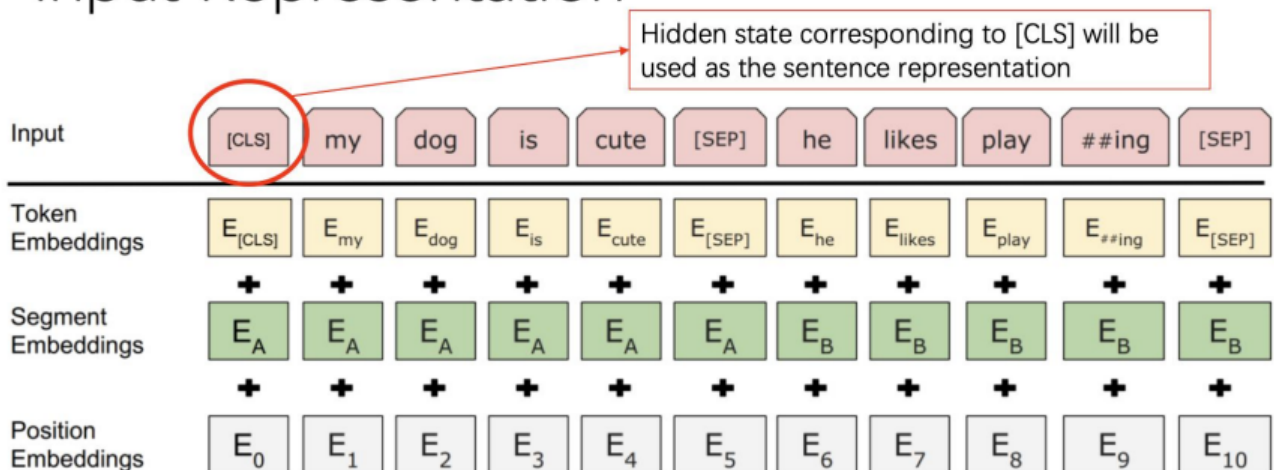 Input Representation
Hidden state corresponding to [CLS] will be
used as the sentence representation
Input [CLS] my dog is cute [SEP] he likes play ##ing [SEP]
Token
Embeddings E[CLS] Emy Edog Eis Ecute E[SEP] Ehe Elikes Eplay E##ing E[SEP]
+ + + + + + + + + + +
Segment
Embeddings EA EA EA EA EA EA EB EB EB EB EB
+ + + + + + + + + + +
Position
Embeddings E0 E1 E2 E3 E4 E5 E6 E7 E8 E9 E10